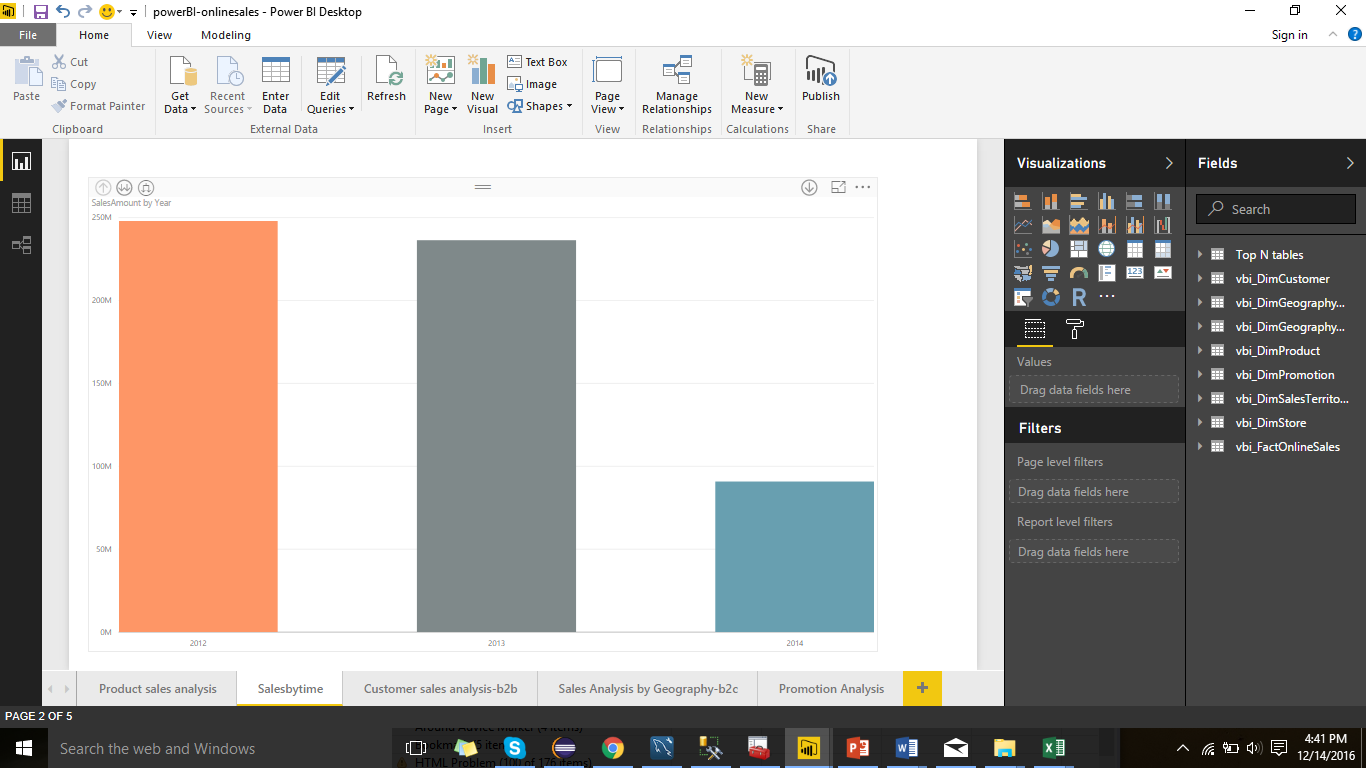 powerBI-onlinesales - Power BI Desktop
File Home View Modeling Sign in
Paste
Cut
Copy
Format Painter
Clipboard
Get Data
Recent Sources
Enter Data
Edit Queries
Refresh
External Data
New Page
New Visual
Text Box
Image
Shapes
Insert
Page View
View
Manage Relationships
Relationships
New Measure
Calculations
Publish
Share
SalesAmount by Year
250M
200M
150M
100M
50M
0M
2012 2013 2014
Visualizations
123
R
Values
Drag data fields here
Filters
Page level filters
Drag data fields here
Report level filters
Drag data fields here
Fields
Search
Top N tables
vbi_DimCustomer
vbi_DimGeography...
vbi_DimGeography...
vbi_DimProduct
vbi_DimPromotion
vbi_DimSalesTerrito...
vbi_DimStore
vbi_FactOnlineSales
Product sales analysis Salesbytime Customer sales analysis-b2b Sales Analysis by Geography-b2c Promotion Analysis
PAGE 2 OF 5
Search the web and Windows
HTML Problem (100 of 176 items)
4:41 PM
12/14/2016